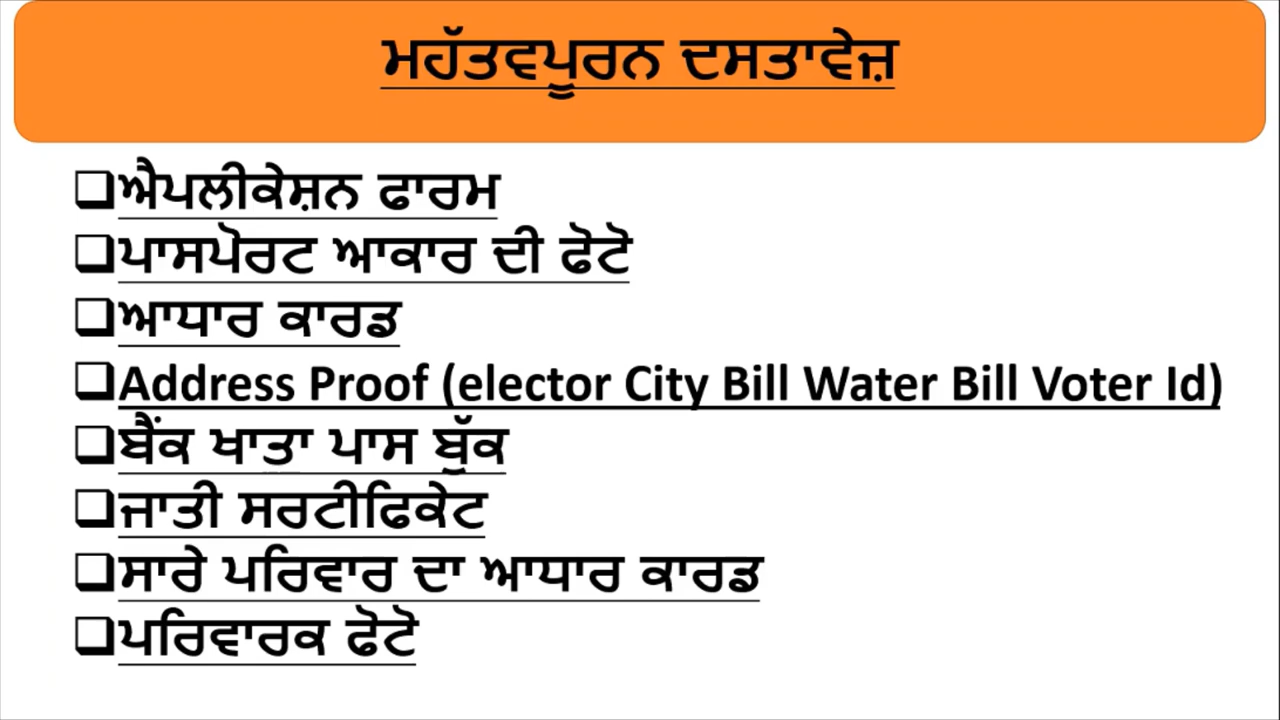 ਮਹੱਤਵਪੂਰਨ ਦਸਤਾਵੇਜ਼
ਐਪਲੀਕੇਸ਼ਨ ਫਾਰਮ
ਪਾਸਪੋਰਟ ਆਕਾਰ ਦੀ ਫੋਟੋ
ਆਧਾਰ ਕਾਰਡ
Address Proof (elector City Bill Water Bill Voter Id)
ਬੈਂਕ ਖਾਤਾ ਪਾਸ ਬੁੱਕ
ਜਾਤੀ ਸਰਟੀਫਿਕੇਟ
ਸਾਰੇ ਪਰਿਵਾਰ ਦਾ ਆਧਾਰ ਕਾਰਡ
ਪਰਿਵਾਰਕ ਫੋਟੋ